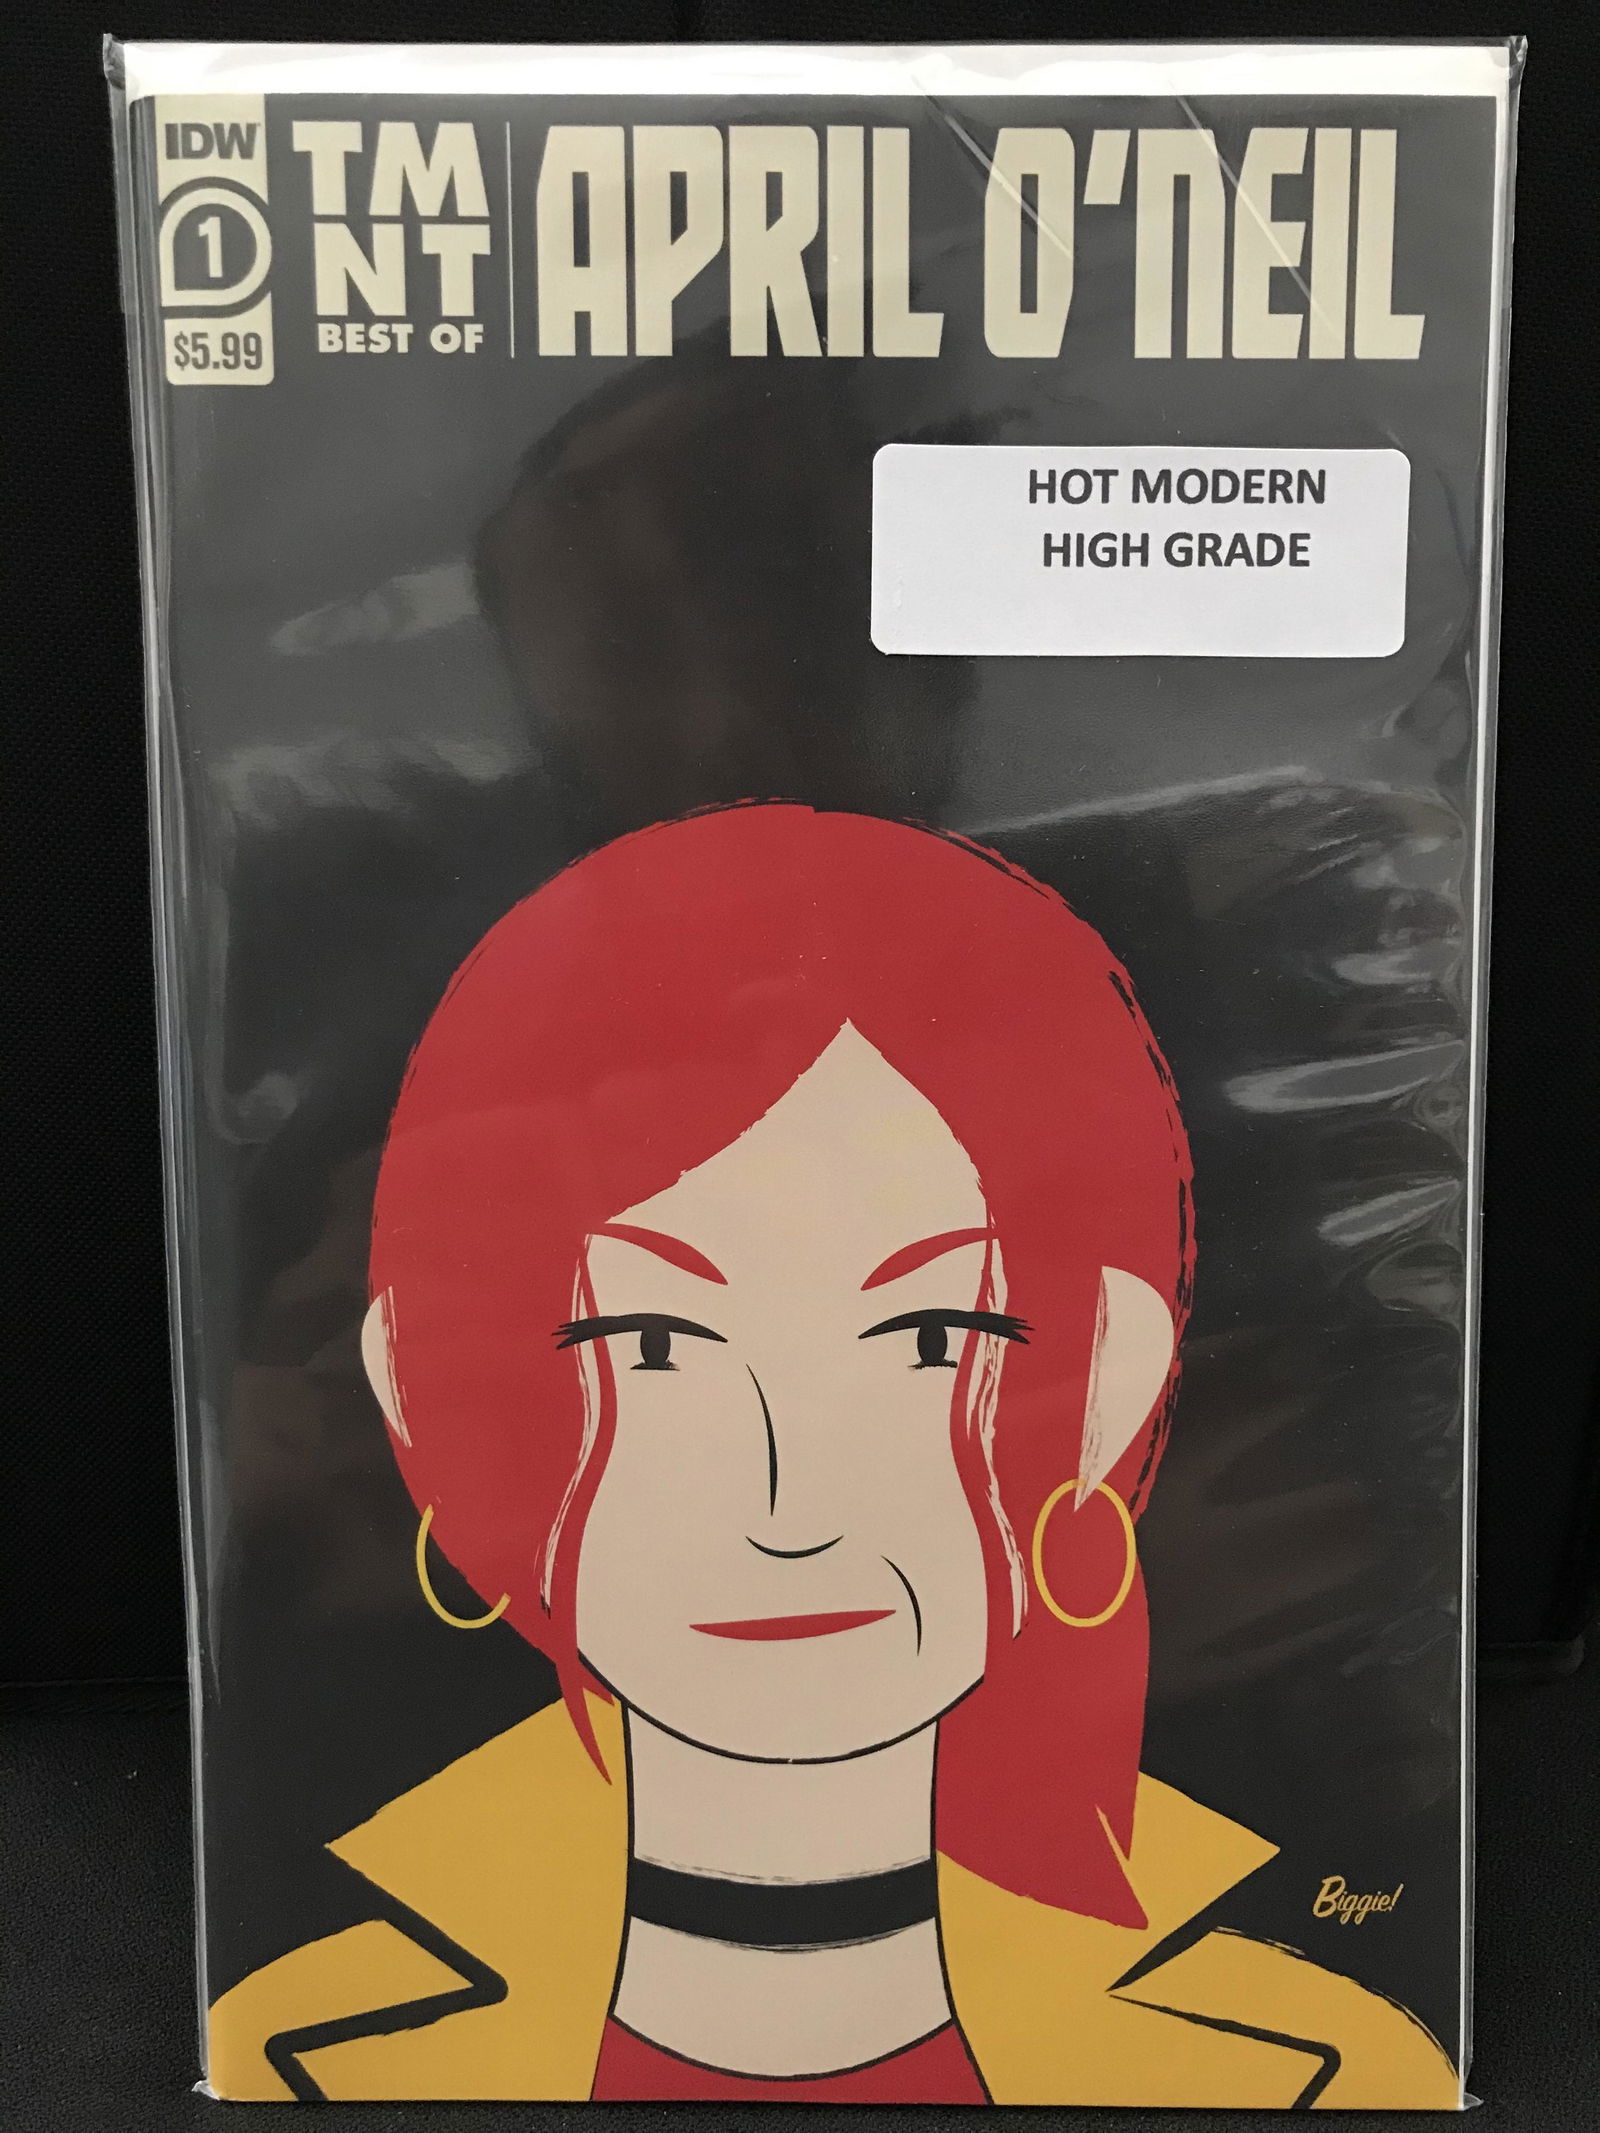 IDW
1
$5.99
TM
NT
BEST OF
APRIL O'NEIL
HOT MODERN
HIGH GRADE
Biggie!